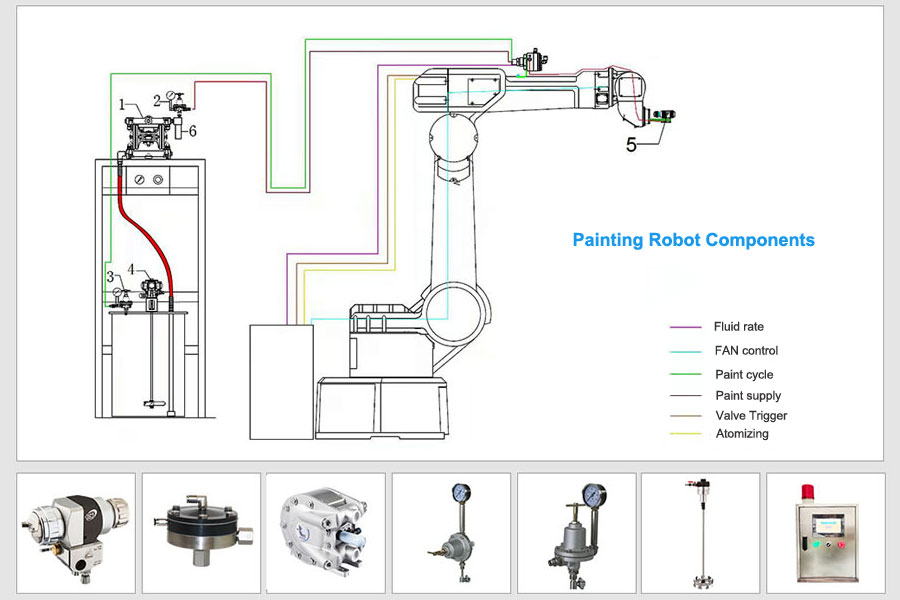 1
2
6
5
Painting Robot Components
3
4
Fluid rate
FAN control
Paint cycle
Paint supply
Valve Trigger
Atomizing